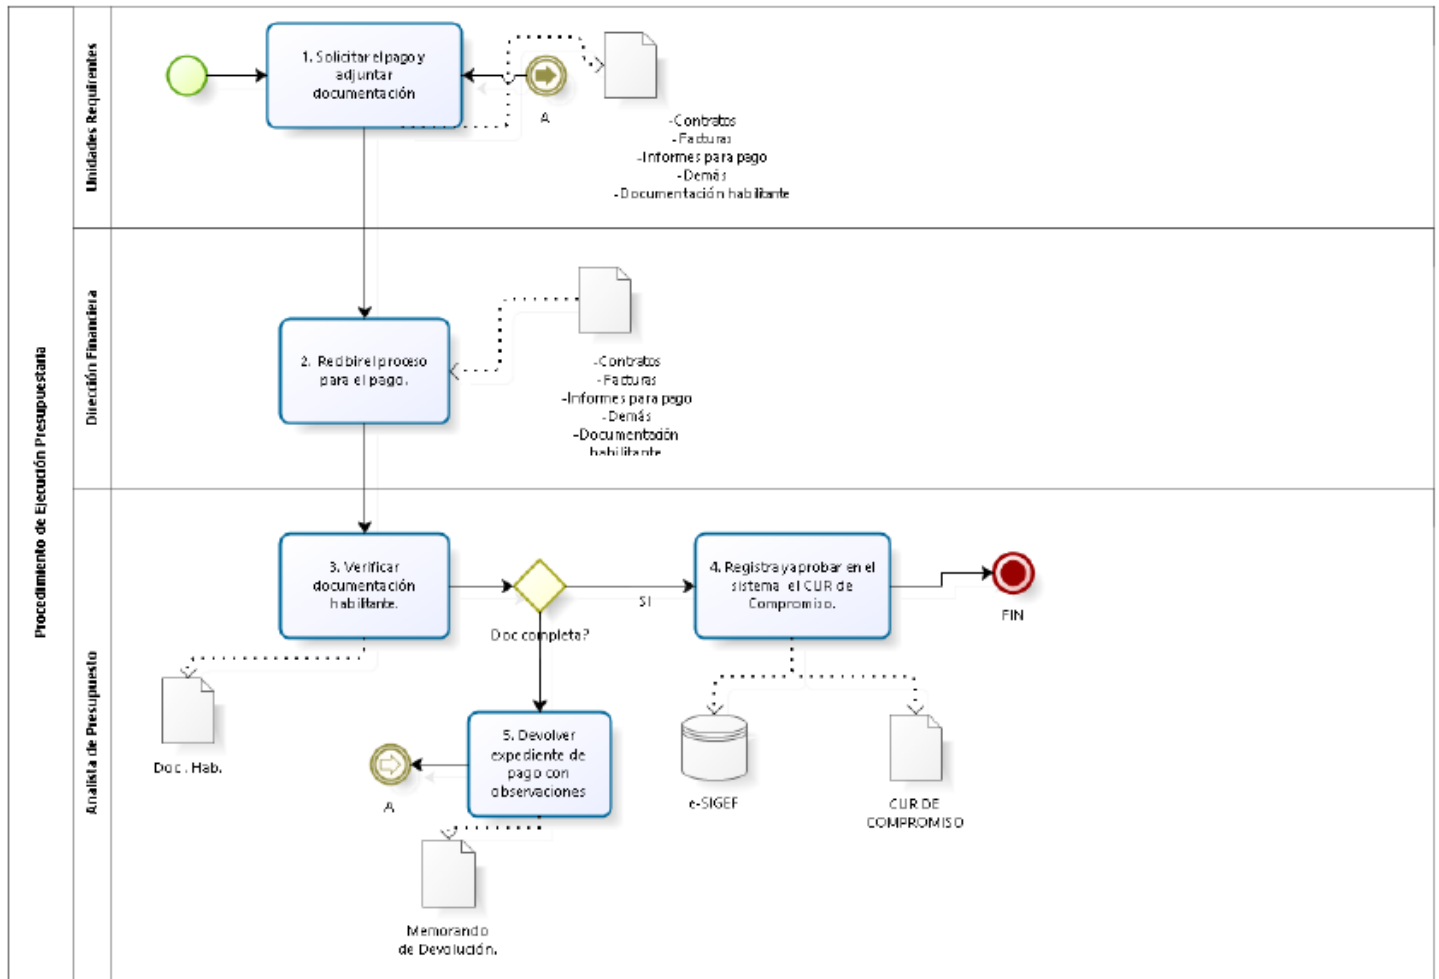 Procedimiento de Ejecución Presupuestaria
Unidades Requirentes
1. Solicitar el pago y
adjuntar
documentación
A
-Contratos
-Facturas
-Informes para pago
-Demás
-Documentación habilitante
Dirección Financiera
2. Recibir el proceso
para el pago.
-Contratos
-Facturas
-Informes para pago
-Demás
-Documentación
habilitante
Analista de Presupuesto
3. Verificar
documentación
habilitante.
Doc completa?
SI
4. Registra y aprobar en el
sistema el CUR de
Compromiso.
FIN
Doc. Hab.
5. Devolver
expediente de
pago con
observaciones
A
e-SIGEF
CUR DE
COMPROMISO
Memorando
de Devolución.